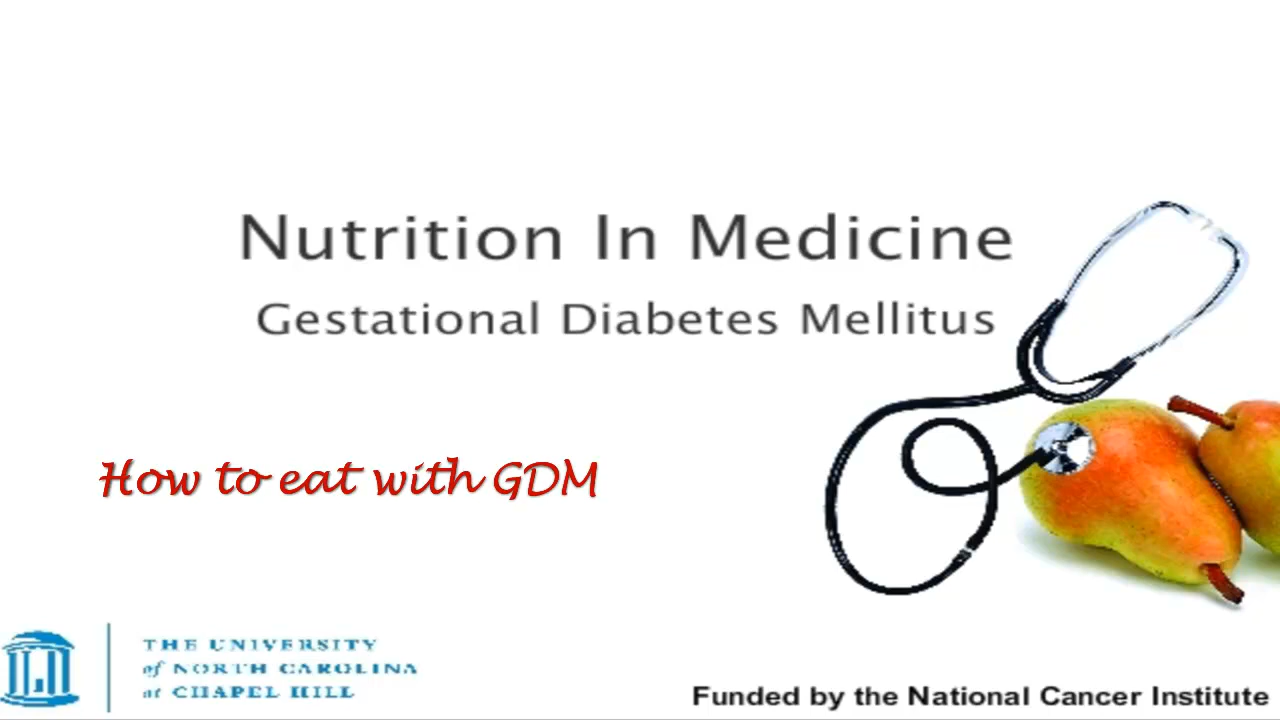 Nutrition In Medicine
Gestational Diabetes Mellitus
How to eat with GDM
THE UNIVERSITY
of NORTH CAROLINA
at CHAPEL HILL
Funded by the National Cancer Institute